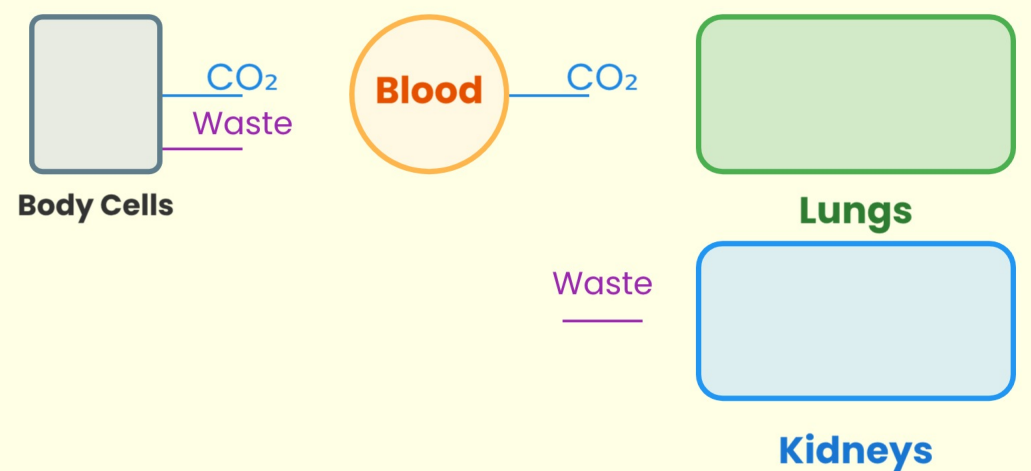 CO₂
Waste
Body Cells
Blood
CO₂
Lungs
Waste
Kidneys